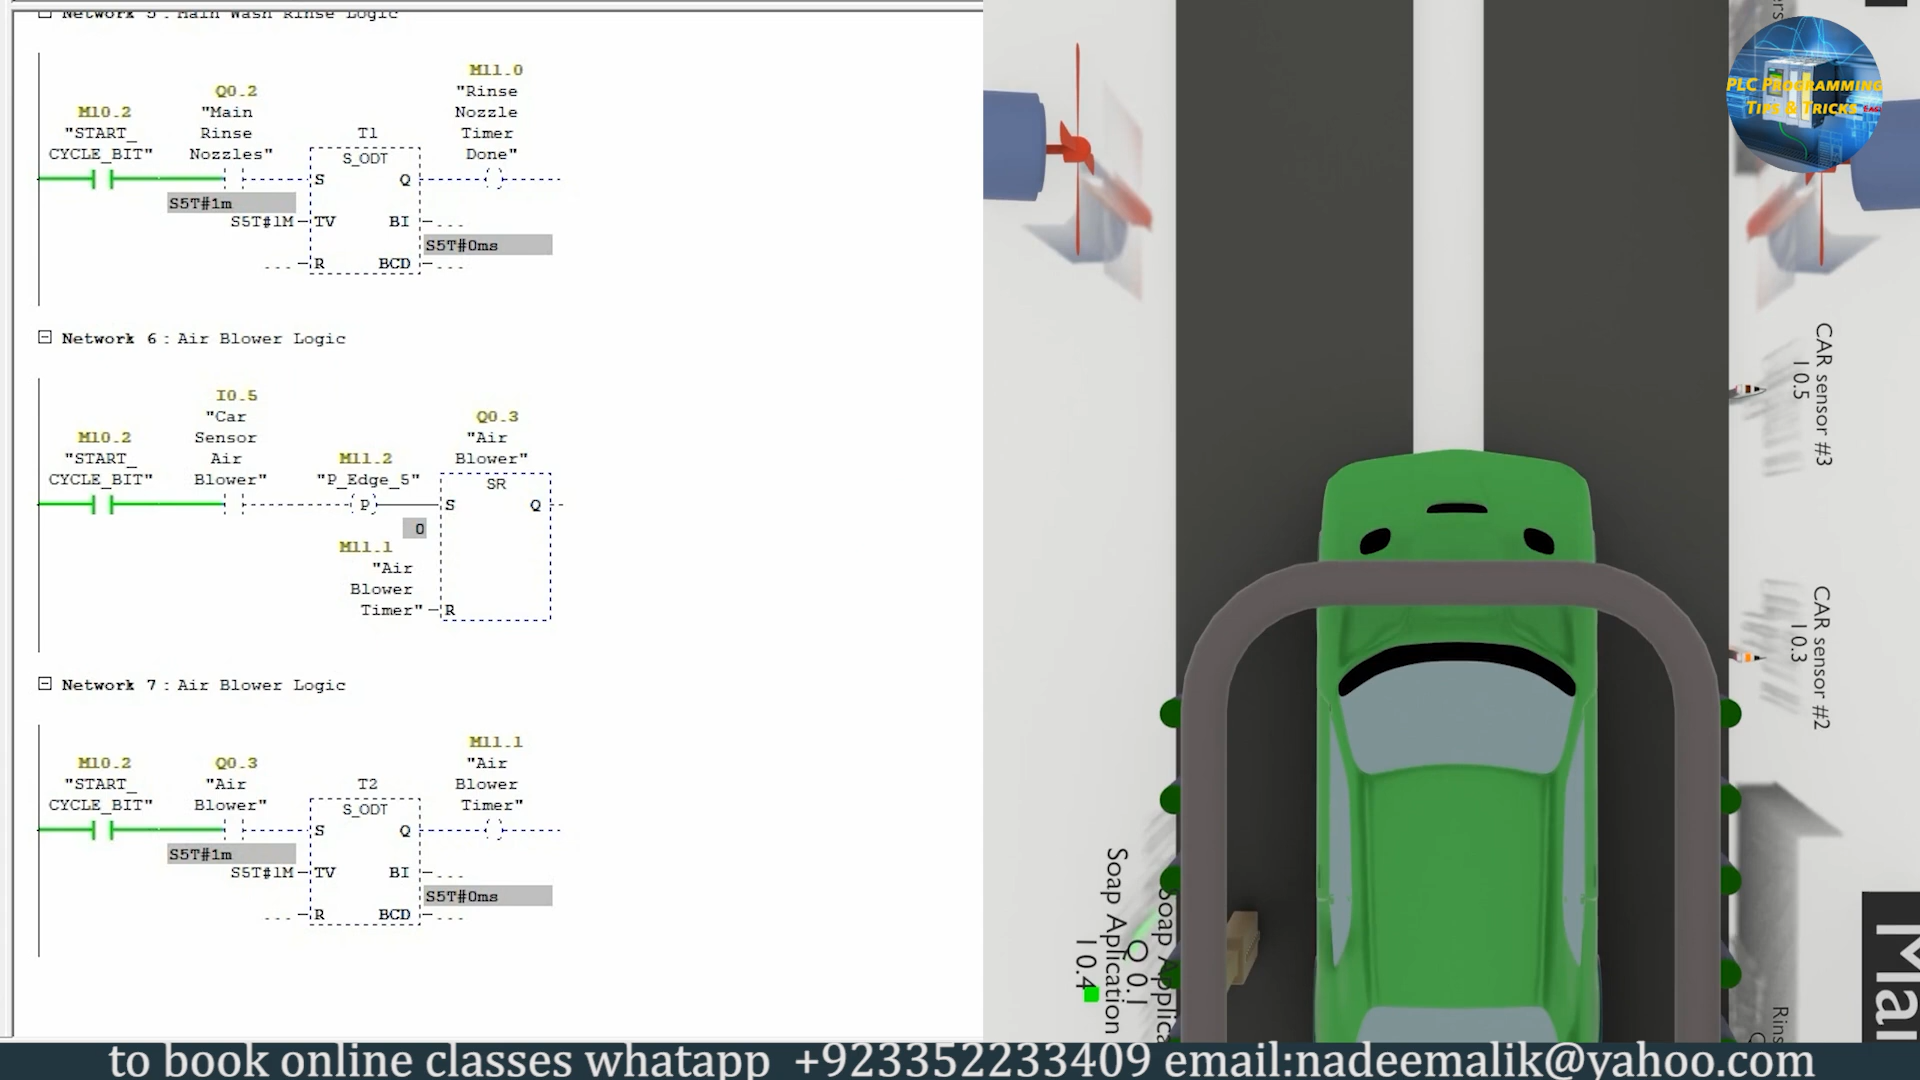 Network 5 : Main Wash Rinse Logic
M11.0
Q0.2
"Rinse
M10.2
"Main
Nozzle
"START_
Rinse
T1
Timer
CYCLE_BIT"
Nozzles"
S_ODT
Done"
S
Q
S5T#1m
S5T#1M
TV
BI
...
S5T#0ms
...
R
BCD
...
Network 6 : Air Blower Logic
I0.5
"Car
Q0.3
M10.2
Sensor
"Air
"START_
Air
M11.2
Blower"
CYCLE_BIT"
Blower"
"P_Edge_5"
SR
P
S
Q
0
M11.1
"Air
Blower
Timer"
R
Network 7 : Air Blower Logic
M11.1
M10.2
Q0.3
"Air
"START_
"Air
T2
Blower
CYCLE_BIT"
Blower"
S_ODT
Timer"
S
Q
S5T#1m
S5T#1M
TV
BI
...
S5T#0ms
...
R
BCD
...
PLC Programming
Tips & Tricks
CAR sensor #3
I 0.5
CAR sensor #2
I 0.3
Soap Aplication
I 0.4
Q 0.1
to book online classes whatapp +923352233409 email:nadeemalik@yahoo.com